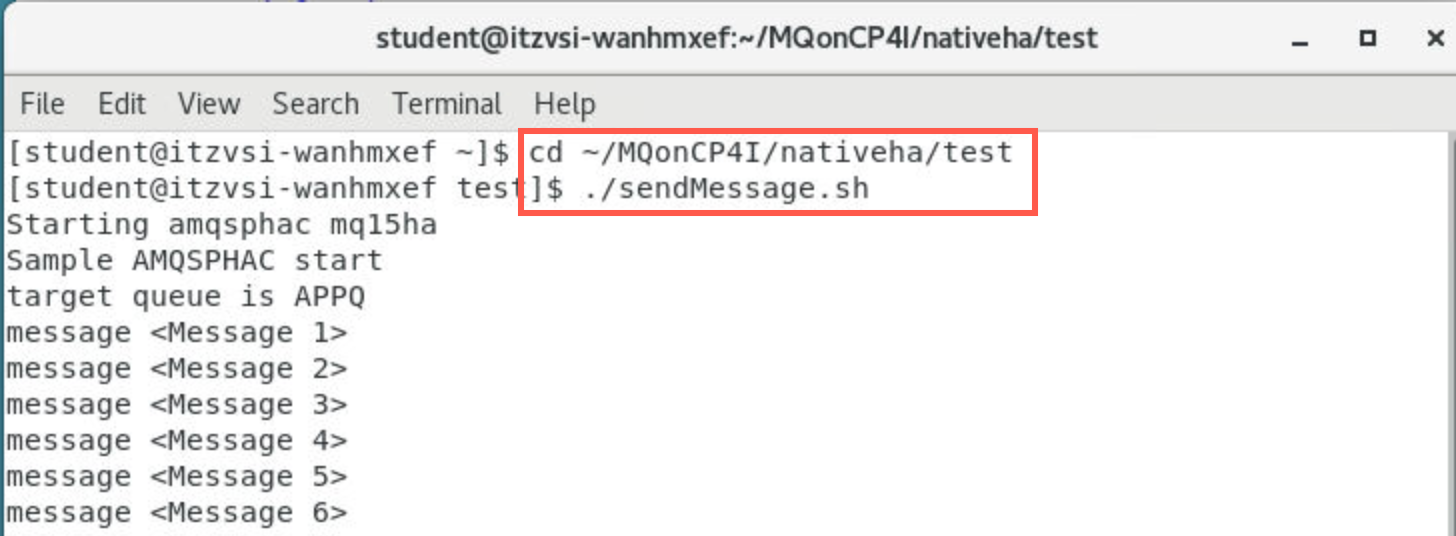 student@itzvsi-wanhmxef:~/MQonCP4I/nativeha/test
File Edit View Search Terminal Help
[student@itzvsi-wanhmxef ~]$ cd ~/MQonCP4I/nativeha/test
[student@itzvsi-wanhmxef test]$ ./sendMessage.sh
Starting amqsphac mq15ha
Sample AMQSPHAC start
target queue is APPQ
message <Message 1>
message <Message 2>
message <Message 3>
message <Message 4>
message <Message 5>
message <Message 6>